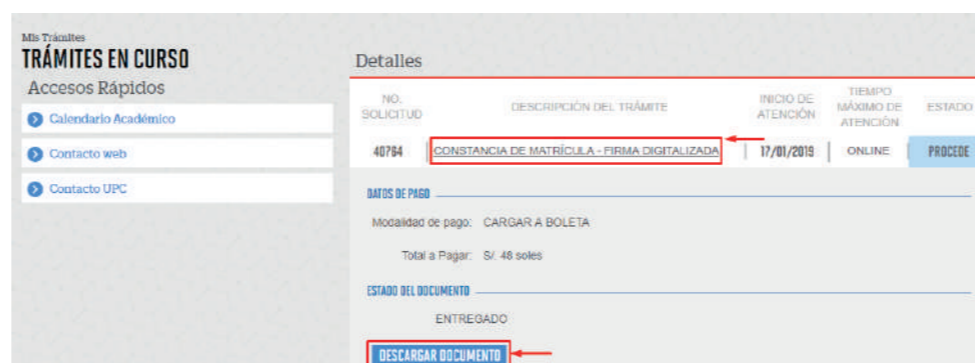 Mis Trámites
TRÁMITES EN CURSO
Accesos Rápidos
Calendario Académico
Contacto web
Contacto UPC
Detalles
NO. SOLICITUD
DESCRIPCIÓN DEL TRÁMITE
INICIO DE ATENCIÓN
TIEMPO MÁXIMO DE ATENCIÓN
ESTADO
40764
CONSTANCIA DE MATRÍCULA - FIRMA DIGITALIZADA
17/01/2019
ONLINE
PROCEDE
DATOS DE PAGO
Modalidad de pago: CARGAR A BOLETA
Total a Pagar: S/. 48 soles
ESTADO DEL DOCUMENTO
ENTREGADO
DESCARGAR DOCUMENTO